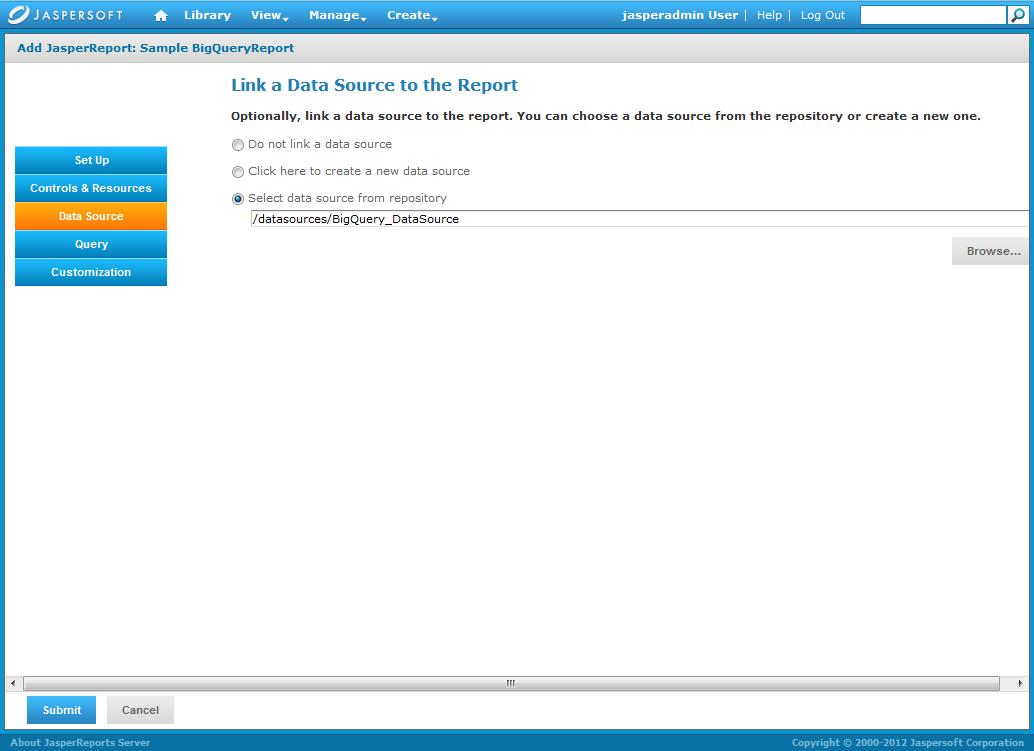 JASPERSOFT Library View Manage Create jasperadmin User | Help | Log Out
Add JasperReport: Sample BigQueryReport
Link a Data Source to the Report
Optionally, link a data source to the report. You can choose a data source from the repository or create a new one.
Do not link a data source
Click here to create a new data source
Select data source from repository
/datasources/BigQuery_DataSource
Browse...
Set Up
Controls & Resources
Data Source
Query
Customization
Submit Cancel
About JasperReports Server Copyright © 2000-2012 Jaspersoft Corporation